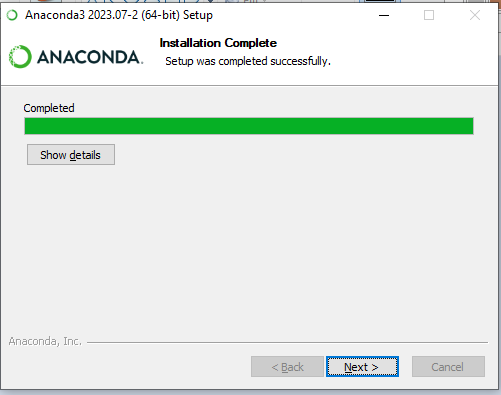 Anaconda3 2023.07-2 (64-bit) Setup
ANACONDA.
Installation Complete
Setup was completed successfully.
Completed
Show details
Anaconda, Inc.
< Back
Next >
Cancel